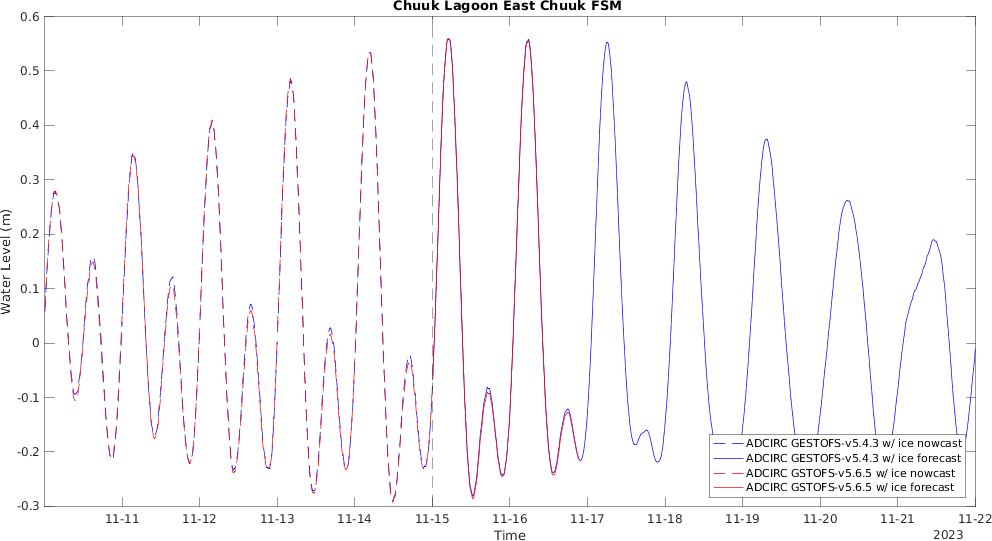 Chuuk Lagoon East Chuuk FSM
0.6
0.5
0.4
0.3
0.2
0.1
0
-0.1
-0.2
-0.3
Water Level (m)
ADCIRC GESTOFS-v5.4.3 w/ ice nowcast
ADCIRC GESTOFS-v5.4.3 w/ ice forecast
ADCIRC GSTOFS-v5.6.5 w/ ice nowcast
ADCIRC GSTOFS-v5.6.5 w/ ice forecast
11-11 11-12 11-13 11-14 11-15 11-16 11-17 11-18 11-19 11-20 11-21 11-22
Time
2023